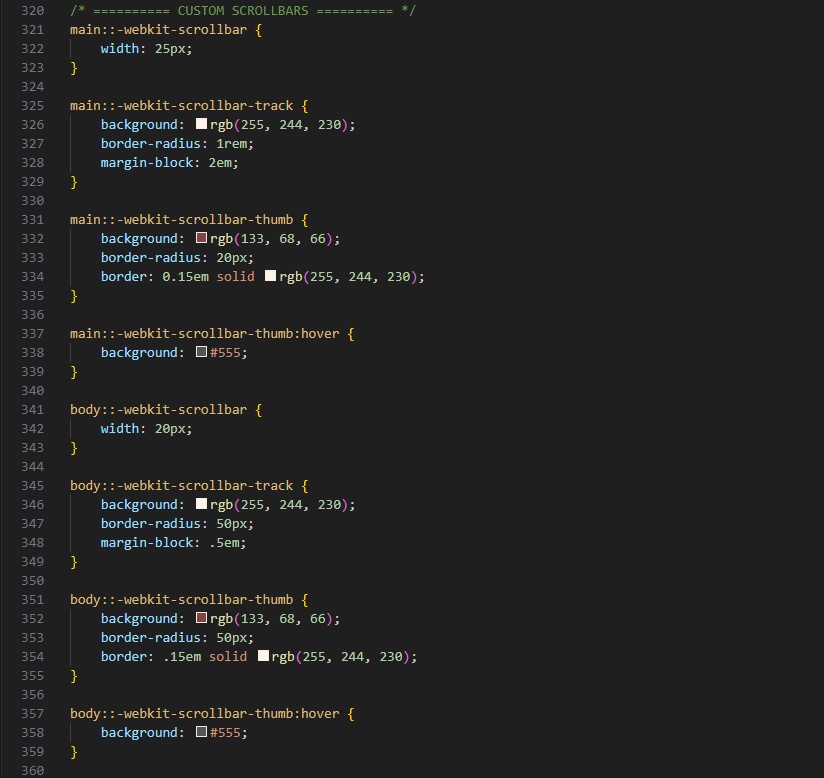 320 /* ========== CUSTOM SCROLLBARS ========== */
321 main::-webkit-scrollbar {
322     width: 25px;
323 }
324
325 main::-webkit-scrollbar-track {
326     background: rgb(255, 244, 230);
327     border-radius: 1rem;
328     margin-block: 2em;
329 }
330
331 main::-webkit-scrollbar-thumb {
332     background: rgb(133, 68, 66);
333     border-radius: 20px;
334     border: 0.15em solid rgb(255, 244, 230);
335 }
336
337 main::-webkit-scrollbar-thumb:hover {
338     background: #555;
339 }
340
341 body::-webkit-scrollbar {
342     width: 20px;
343 }
344
345 body::-webkit-scrollbar-track {
346     background: rgb(255, 244, 230);
347     border-radius: 50px;
348     margin-block: .5em;
349 }
350
351 body::-webkit-scrollbar-thumb {
352     background: rgb(133, 68, 66);
353     border-radius: 50px;
354     border: .15em solid rgb(255, 244, 230);
355 }
356
357 body::-webkit-scrollbar-thumb:hover {
358     background: #555;
359 }
360